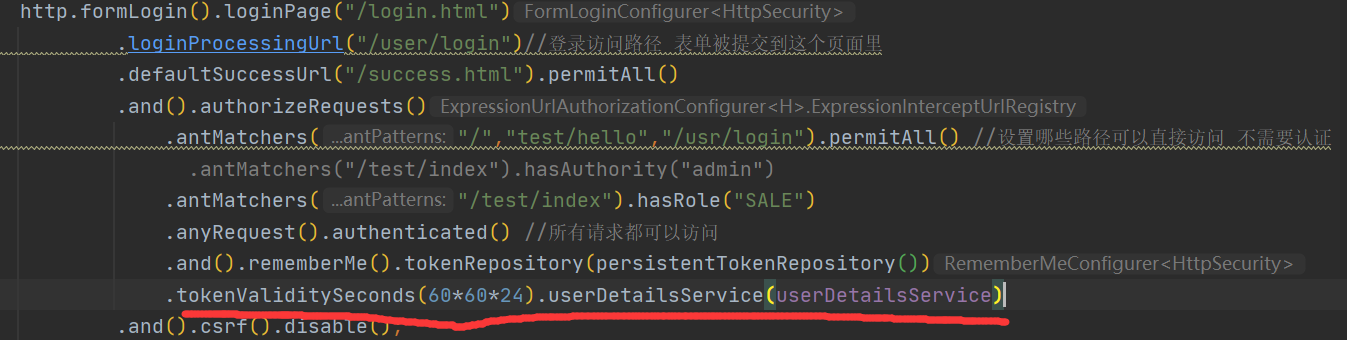 http.formLogin().loginPage("/login.html") FormLoginConfigurer<HttpSecurity>
.loginProcessingUrl("/user/login")//登录访问路径 表单被提交到这个页面里
.defaultSuccessUrl("/success.html").permitAll()
.and().authorizeRequests() ExpressionUrlAuthorizationConfigurer<H>.ExpressionInterceptUrlRegistry
.antMatchers( ...antPatterns: "/","test/hello","/usr/login").permitAll() //设置哪些路径可以直接访问 不需要认证
.antMatchers("/test/index").hasAuthority("admin")
.antMatchers( ...antPatterns: "/test/index").hasRole("SALE")
.anyRequest().authenticated() //所有请求都可以访问
.and().rememberMe().tokenRepository(persistentTokenRepository()) RememberMeConfigurer<HttpSecurity>
.tokenValiditySeconds(60*60*24).userDetailsService(userDetailsService)
.and().csrf().disable();